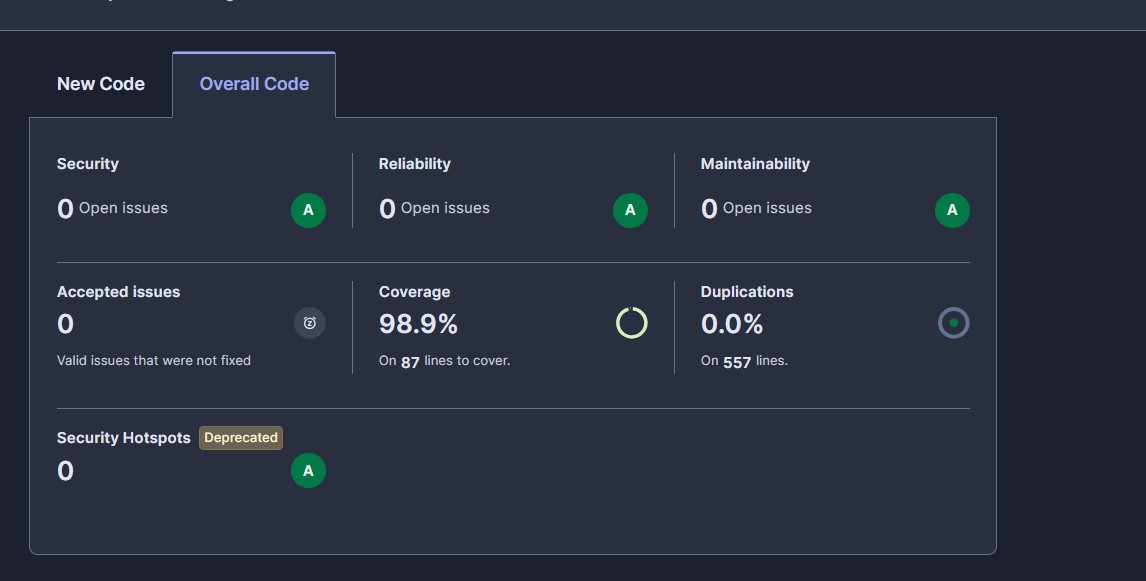 New Code
Overall Code
Security
0 Open issues
A
Reliability
0 Open issues
A
Maintainability
0 Open issues
A
Accepted issues
0
Valid issues that were not fixed
Coverage
98.9%
On 87 lines to cover.
Duplications
0.0%
On 557 lines.
Security Hotspots Deprecated
0
A